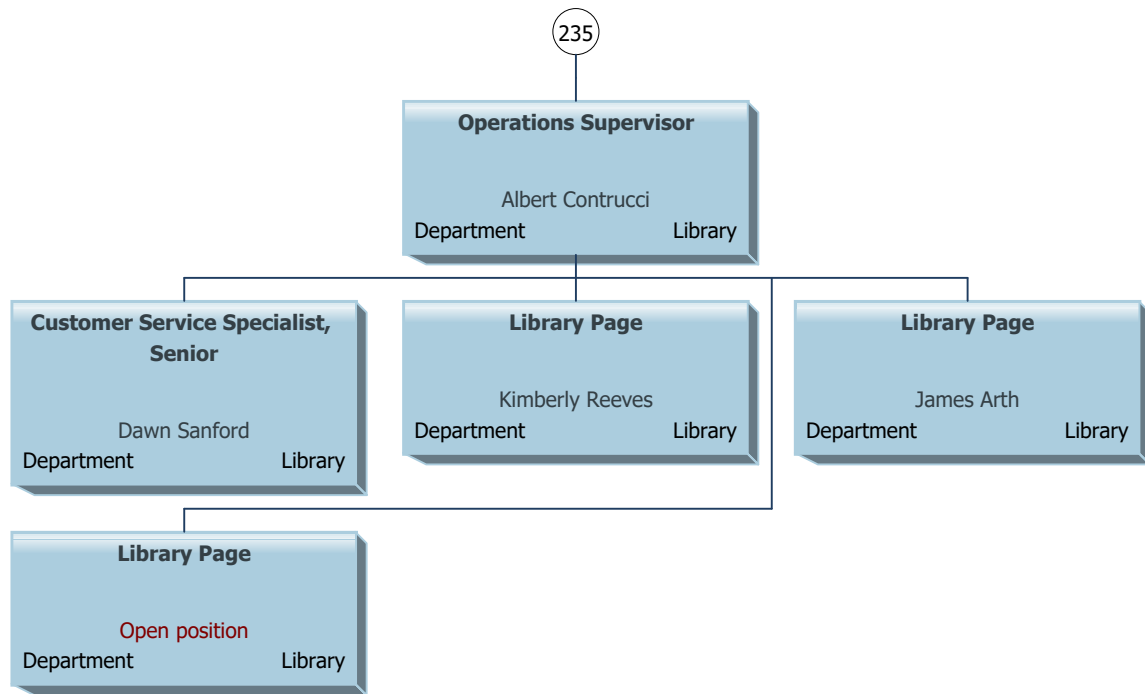 235
Operations Supervisor
Albert Contrucci
Department Library
Customer Service Specialist,
Senior
Dawn Sanford
Department Library
Library Page
Kimberly Reeves
Department Library
Library Page
James Arth
Department Library
Library Page
Open position
Department Library